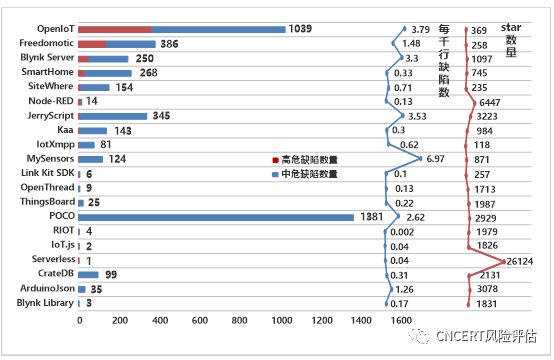 OpenIoT 1039 3.79 369
Freedomotic 386 1.48 258
Blynk Server 250 3.3 1097
SmartHome 268 0.33 745
SiteWhere 154 0.71 235
Node-RED 14 0.13 6447
JerryScript 345 3.53 3223
Kaa 143 0.3 984
IotXmpp 81 0.62 118
MySensors 124 6.97 871
Link Kit SDK 6 0.1 257
OpenThread 9 0.13 1713
ThingsBoard 25 0.22 1987
POCO 1381 2.62 2929
RIOT 4 0.002 1979
IoT.js 2 0.04 1826
Serverless 1 0.04 26124
CrateDB 99 0.31 2131
ArduinoJson 35 1.26 3078
Blynk Library 3 0.17 1831
0 200 400 600 800 1000 1200 1400 1600
每千行缺陷数
star数量
高危缺陷数量
中危缺陷数量
CNCERT风险评估